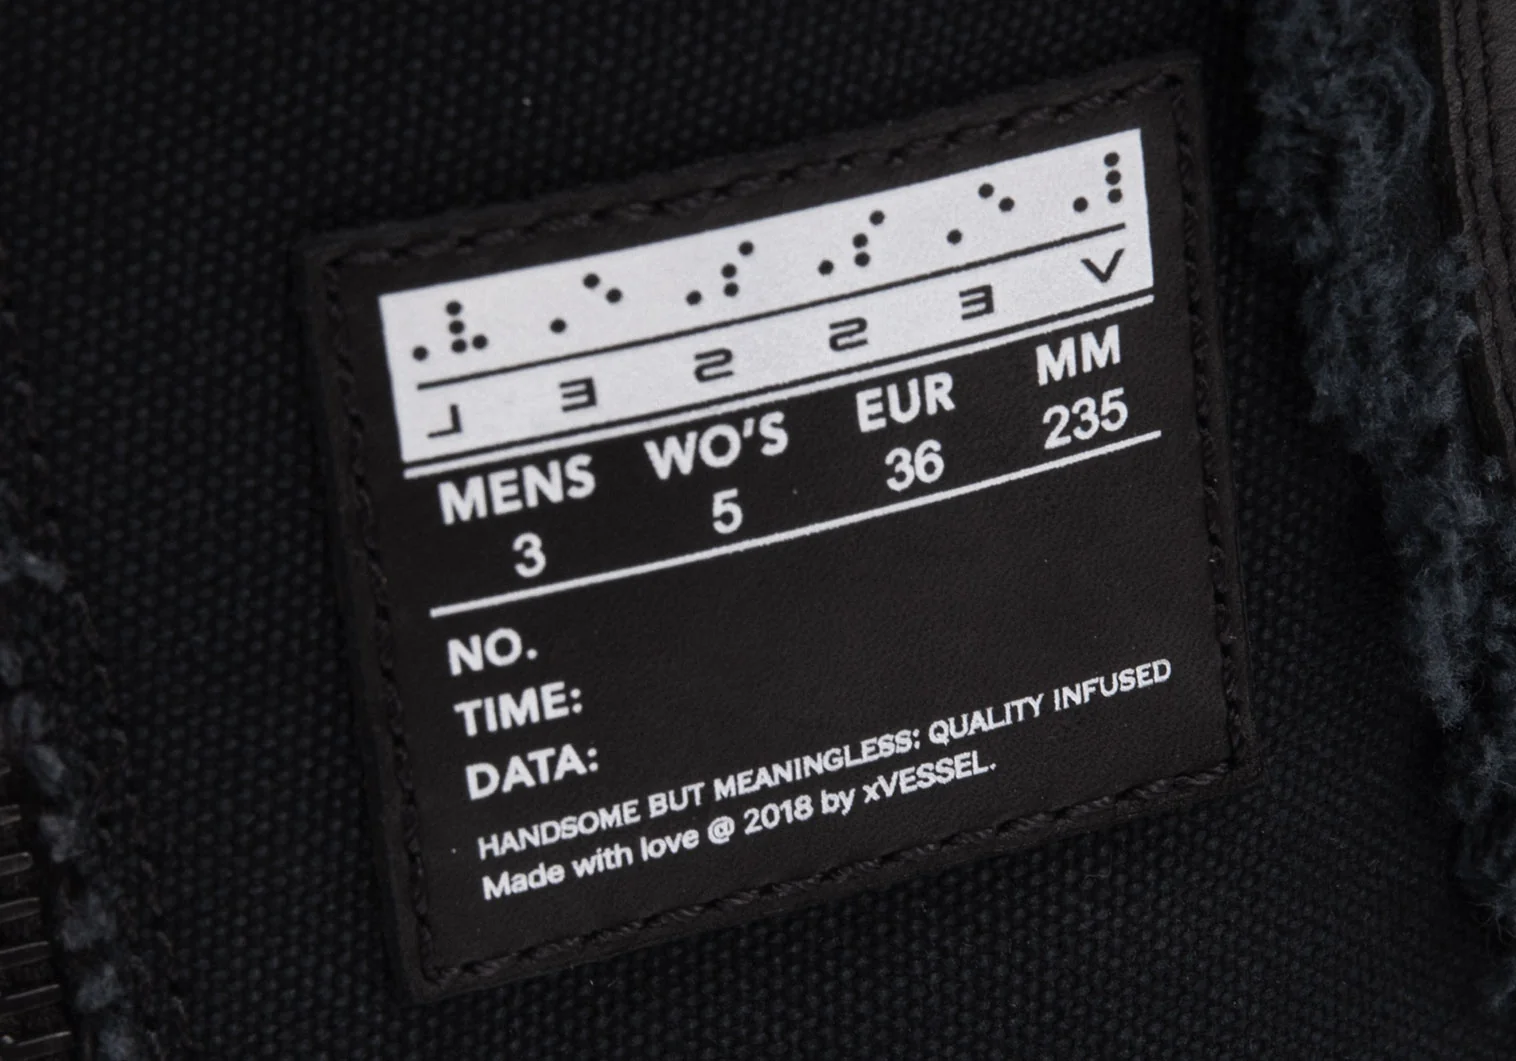 ⠠⠧⠠⠑⠠⠎⠠⠎⠠⠑⠠⠇
VESSEL
MENS WO'S EUR MM
3 5 36 235
NO.
TIME:
DATA:
HANDSOME BUT MEANINGLESS: QUALITY INFUSED
Made with love @ 2018 by xVESSEL.